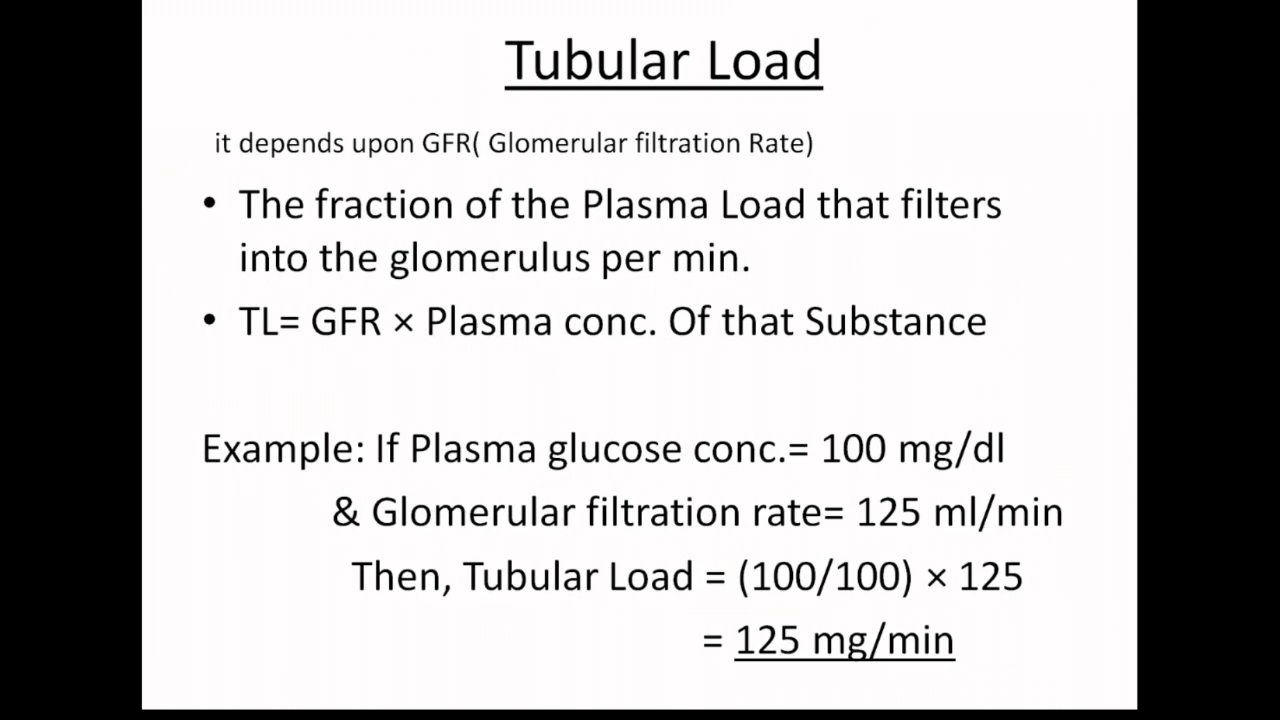 Tubular Load
it depends upon GFR( Glomerular filtration Rate)
• The fraction of the Plasma Load that filters
into the glomerulus per min.
• TL= GFR × Plasma conc. Of that Substance
Example: If Plasma glucose conc.= 100 mg/dl
& Glomerular filtration rate= 125 ml/min
Then, Tubular Load = (100/100) × 125
= 125 mg/min